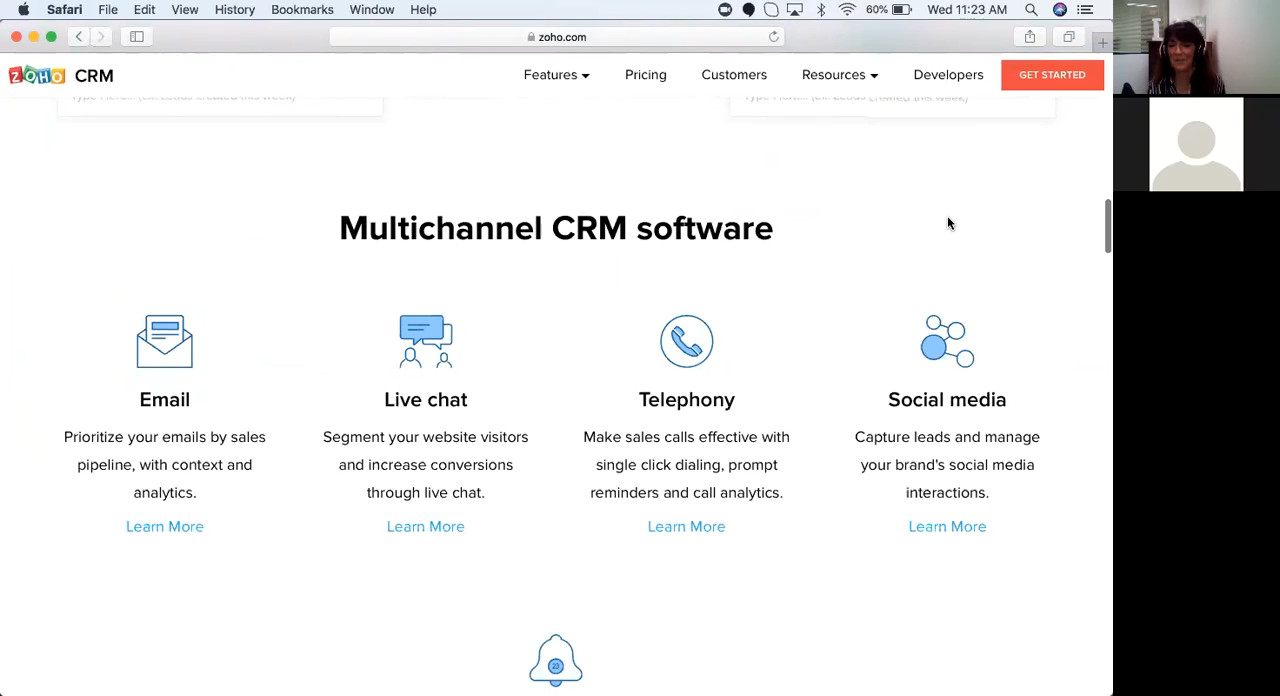 Safari File Edit View History Bookmarks Window Help 60% Wed 11:23 AM
zoho.com
ZOHO CRM Features Pricing Customers Resources Developers GET STARTED
Multichannel CRM software
Email Live chat Telephony Social media
Prioritize your emails by sales Segment your website visitors Make sales calls effective with Capture leads and manage
pipeline, with context and and increase conversions single click dialing, prompt your brand's social media
analytics. through live chat. reminders and call analytics. interactions.
Learn More Learn More Learn More Learn More
23